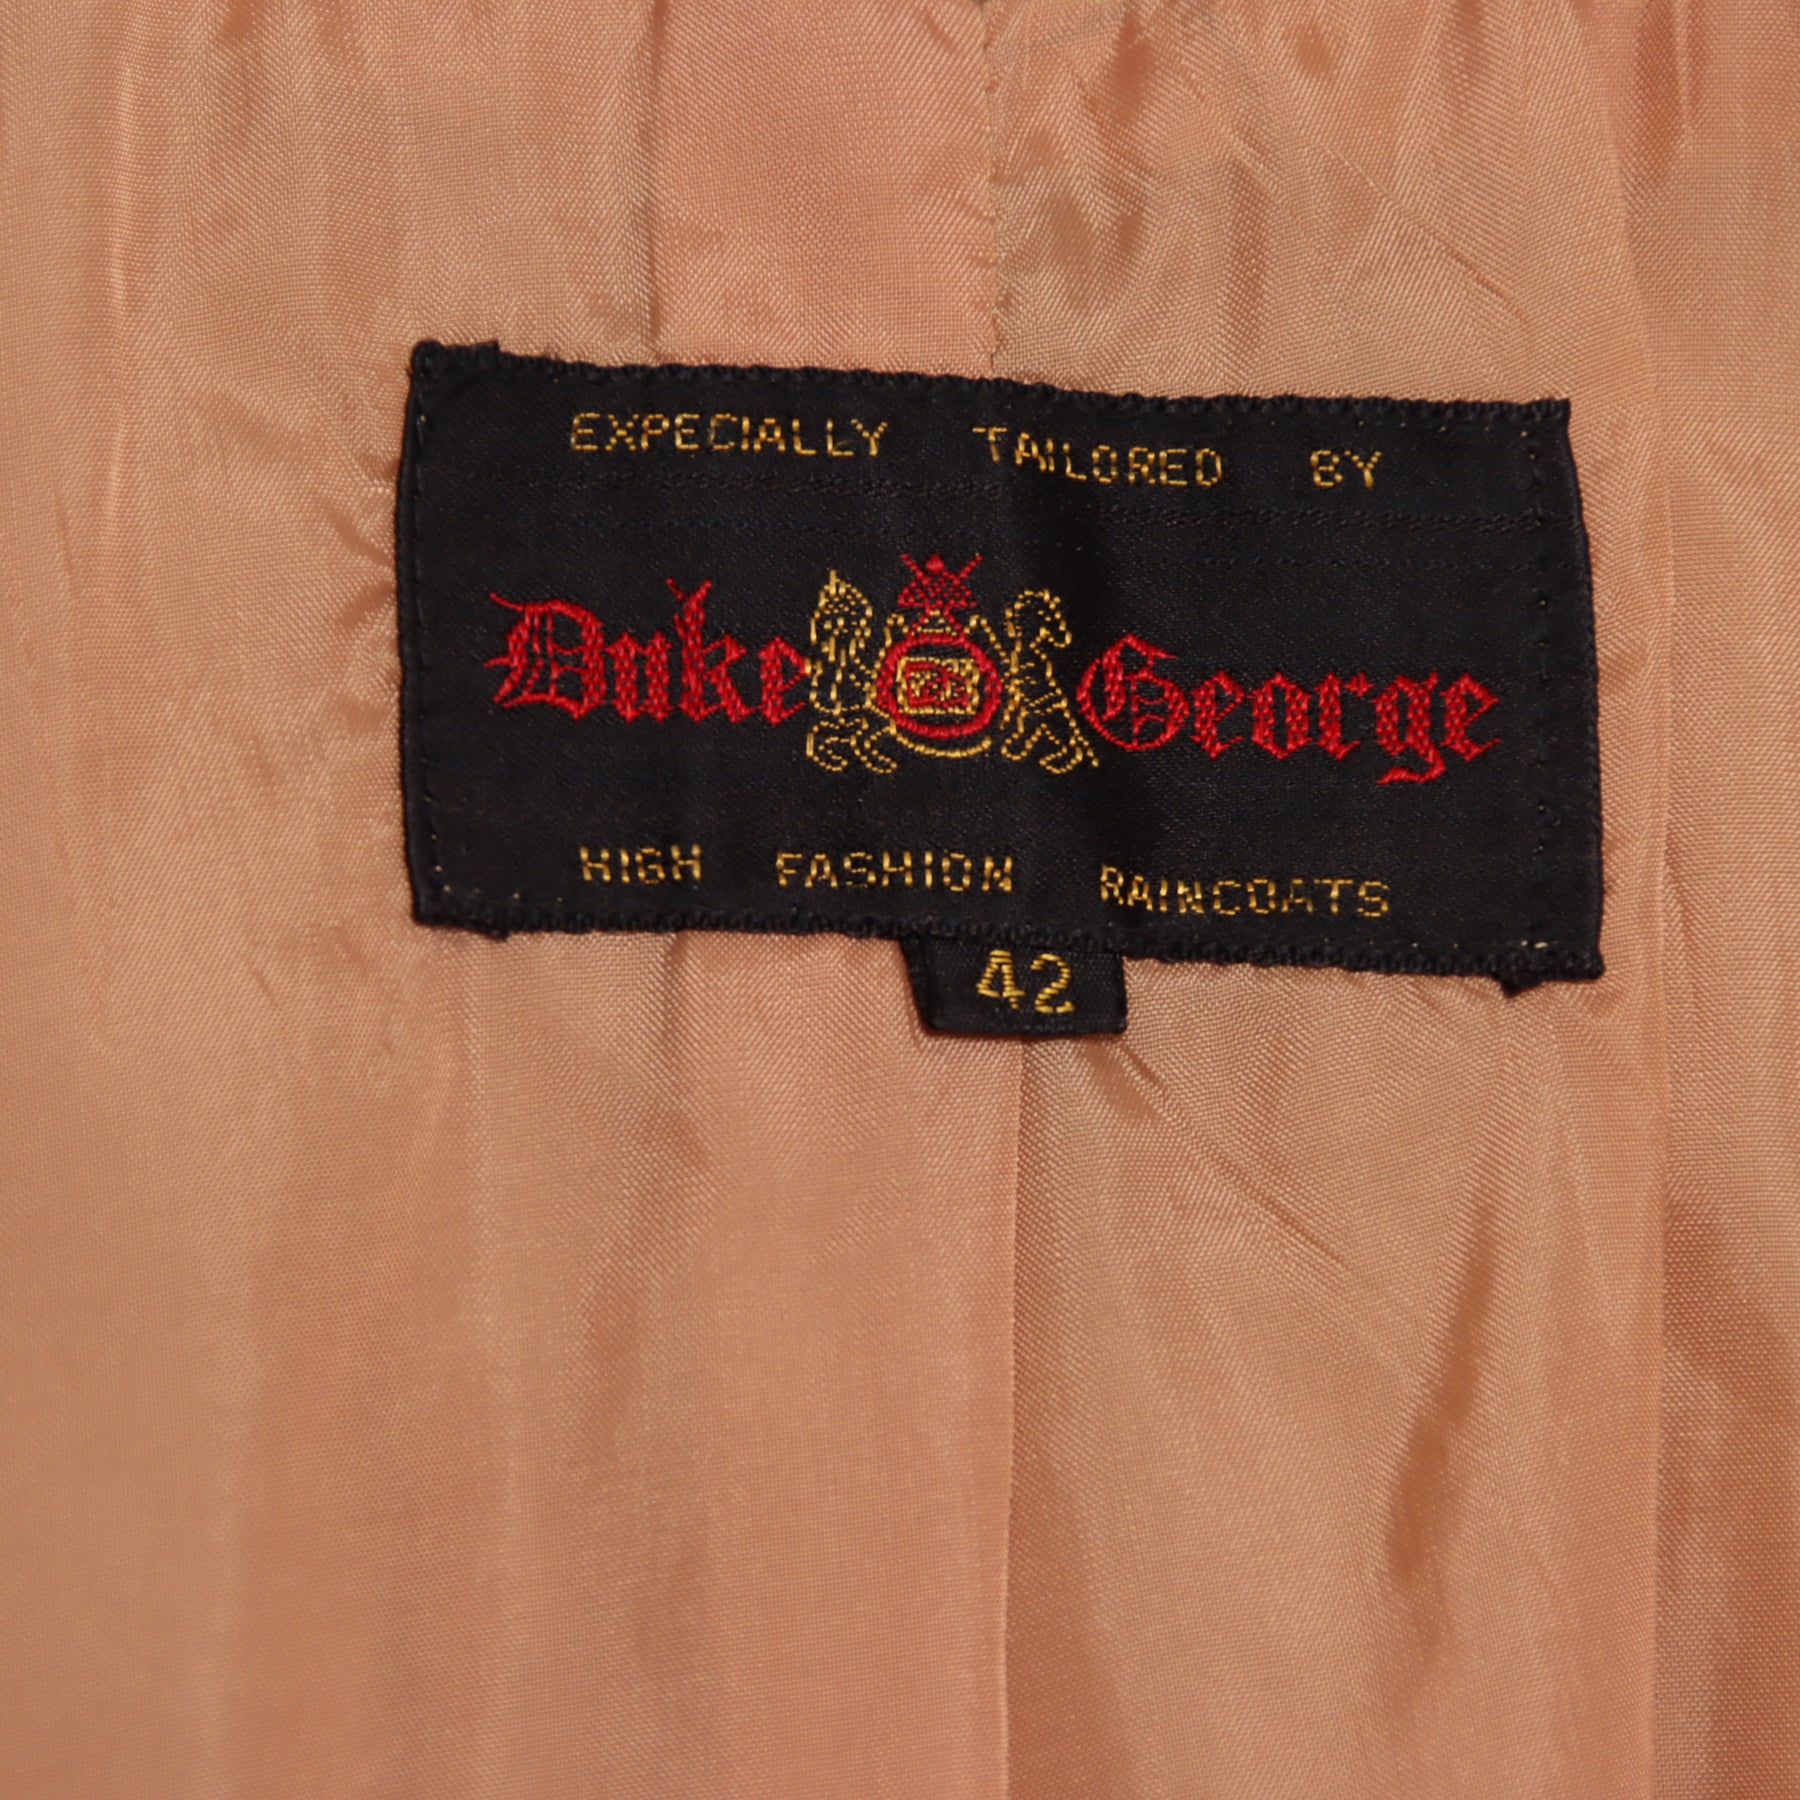 EXPECIALLY TAILORED BY
Duke George
HIGH FASHION RAINCOATS
42